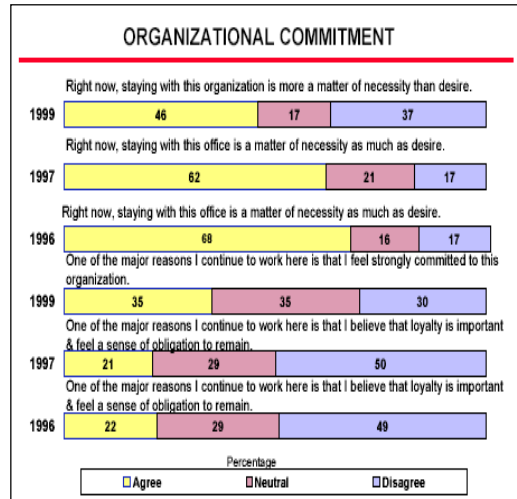 ORGANIZATIONAL COMMITMENT
Right now, staying with this organization is more a matter of necessity than desire.
1999 46 17 37
Right now, staying with this office is a matter of necessity as much as desire.
1997 62 21 17
Right now, staying with this office is a matter of necessity as much as desire.
1996 68 16 17
One of the major reasons I continue to work here is that I feel strongly committed to this
organization.
1999 35 35 30
One of the major reasons I continue to work here is that I believe that loyalty is important
& feel a sense of obligation to remain.
1997 21 29 50
One of the major reasons I continue to work here is that I believe that loyalty is important
& feel a sense of obligation to remain.
1996 22 29 49
Percentage
Agree Neutral Disagree